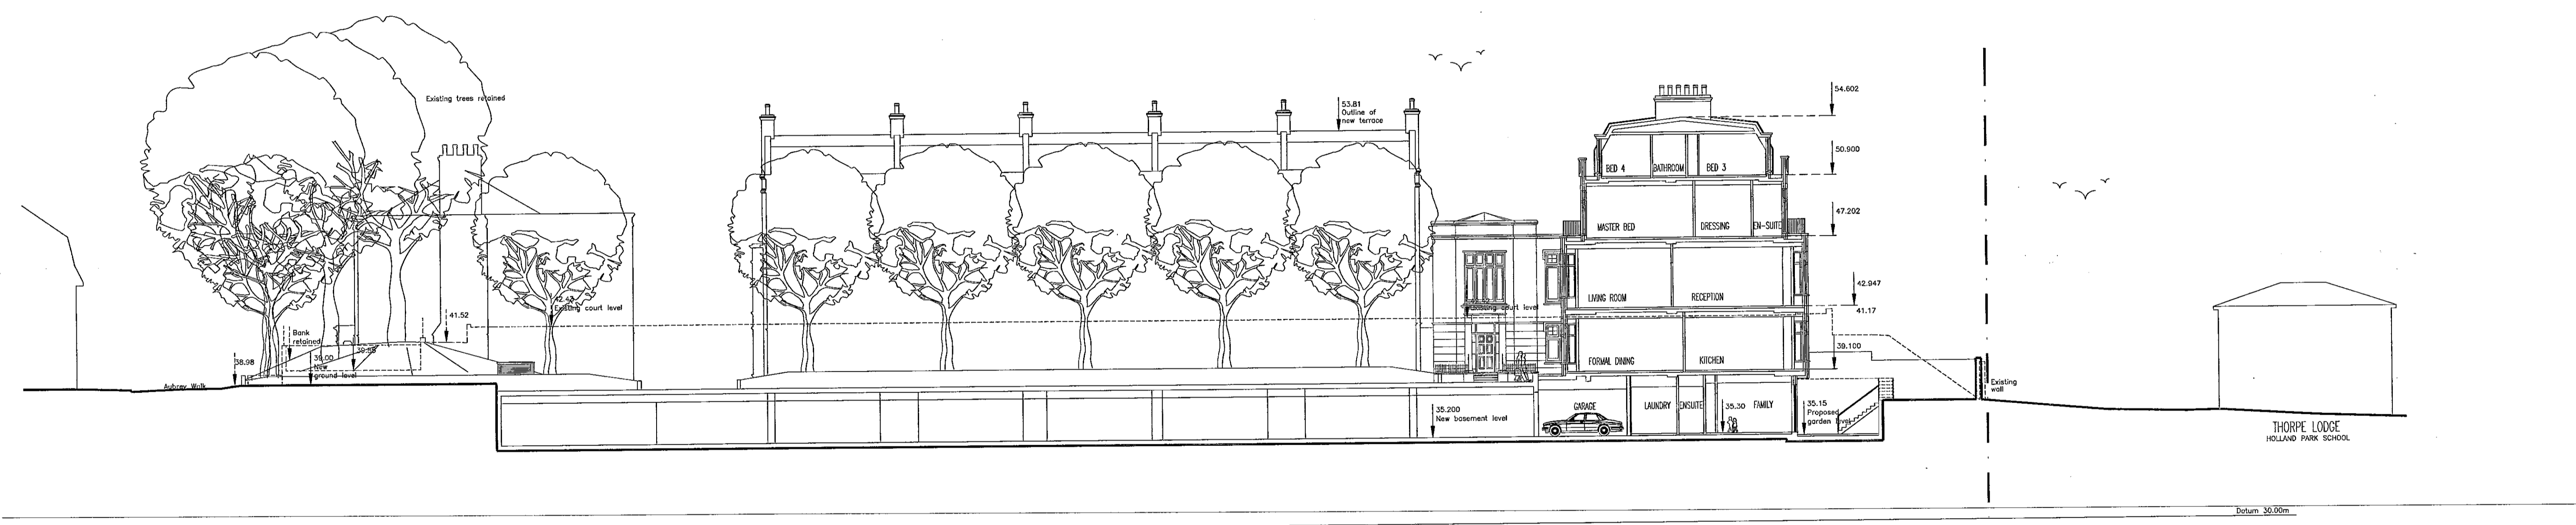 Existing trees retained
53.81
Outline of
new terrace
54.602
50.900
47.202
42.947
41.17
39.100
BED 4
BATHROOM
BED 3
MASTER BED
DRESSING
EN-SUITE
LIVING ROOM
RECEPTION
FORMAL DINING
KITCHEN
GARAGE
LAUNDRY
ENSUITE
35.30
FAMILY
35.15
Proposed
garden level
35.200
New basement level
Existing court level
42.43
Existing court level
41.52
Bank
retained
39.00
New
ground level
38.98
Aubrey Walk
Existing
wall
THORPE LODGE
HOLLAND PARK SCHOOL
Datum 30.00m